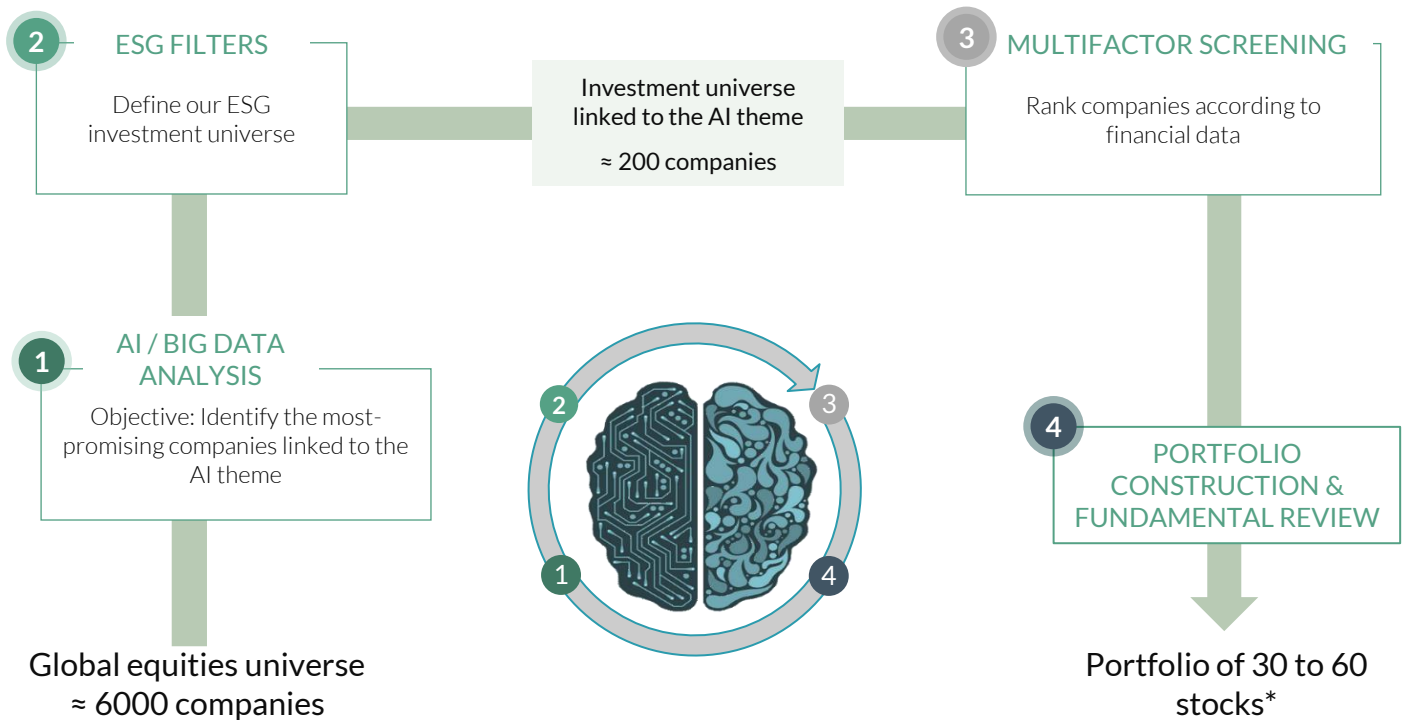 2
ESG FILTERS
Define our ESG
investment universe
Investment universe
linked to the AI theme
≈ 200 companies
3
MULTIFACTOR SCREENING
Rank companies according to
financial data
1
AI / BIG DATA
ANALYSIS
Objective: Identify the most-
promising companies linked to the
AI theme
2
3
1
4
4
PORTFOLIO
CONSTRUCTION &
FUNDAMENTAL REVIEW
Global equities universe
≈ 6000 companies
Portfolio of 30 to 60
stocks*